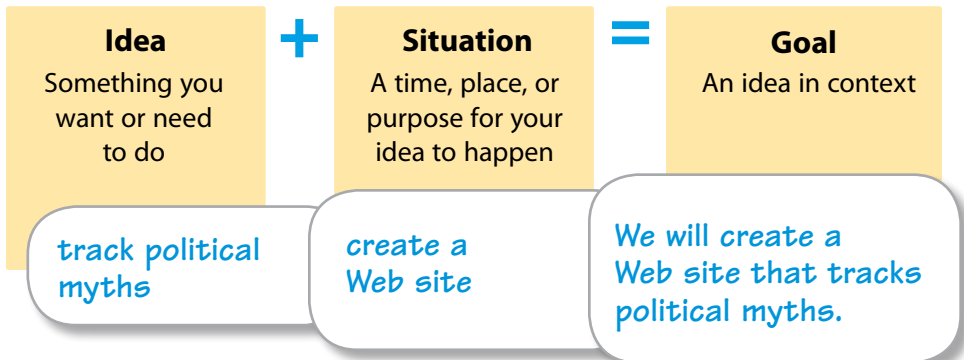 Idea
Something you
want or need
to do
+
Situation
A time, place, or
purpose for your
idea to happen
=
Goal
An idea in context
track political
myths
create a
Web site
We will create a
Web site that tracks
political myths.